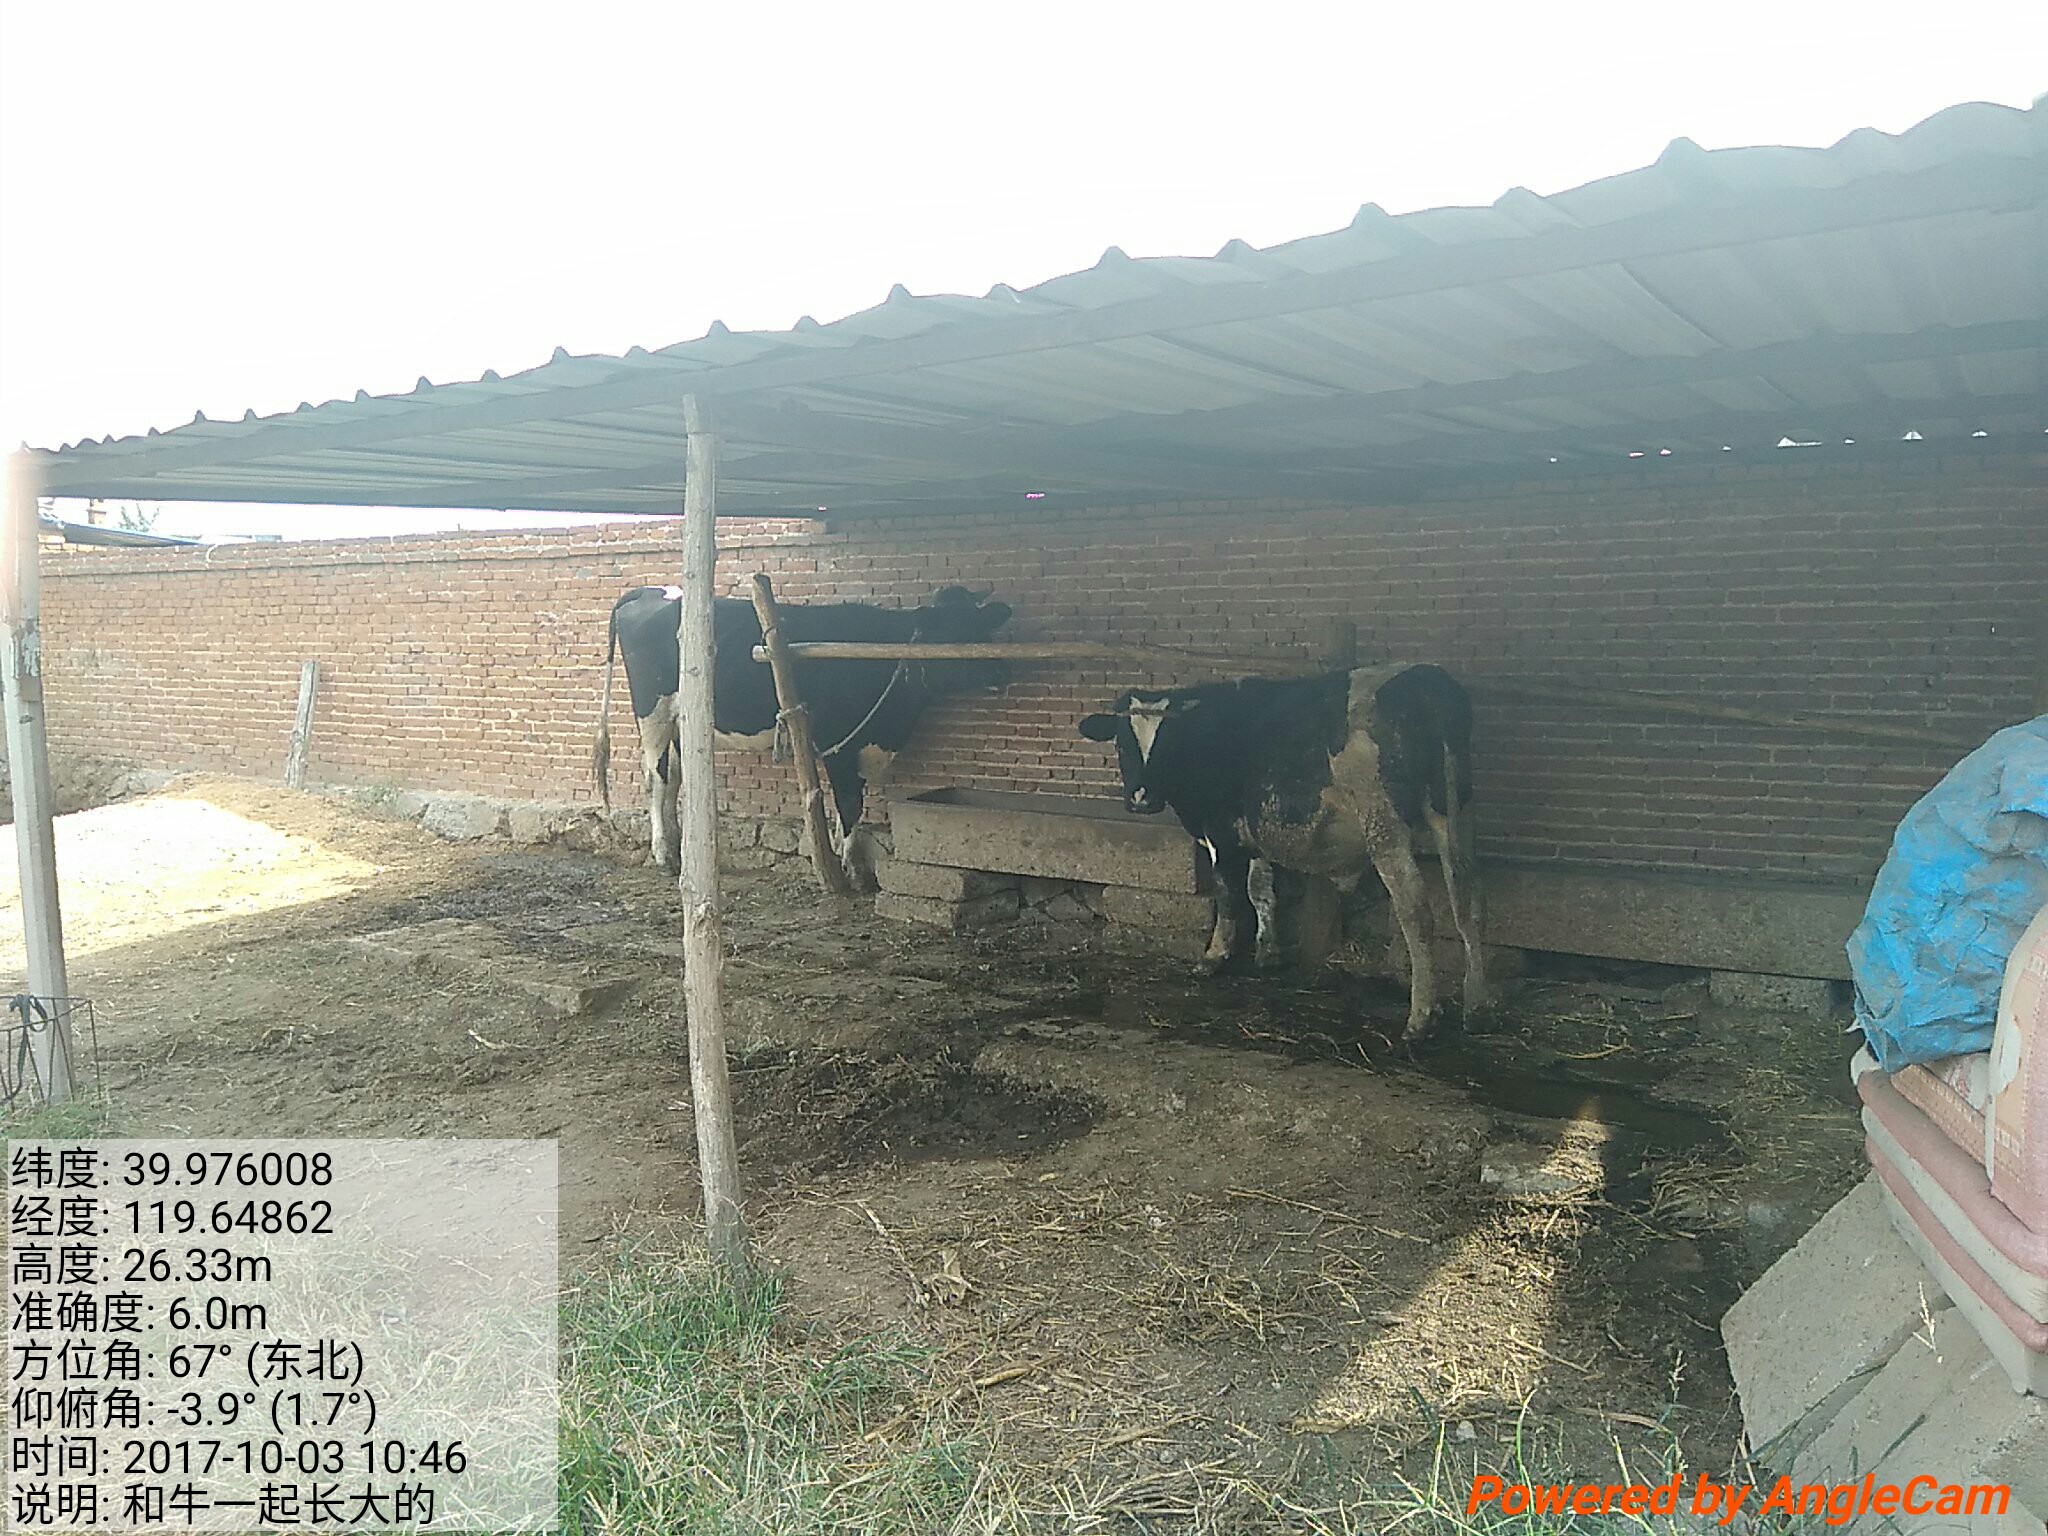 纬度: 39.976008
经度: 119.64862
高度: 26.33m
准确度: 6.0m
方位角: 67° (东北)
仰俯角: -3.9° (1.7°)
时间: 2017-10-03 10:46
说明: 和牛一起长大的
Powered by AngleCam